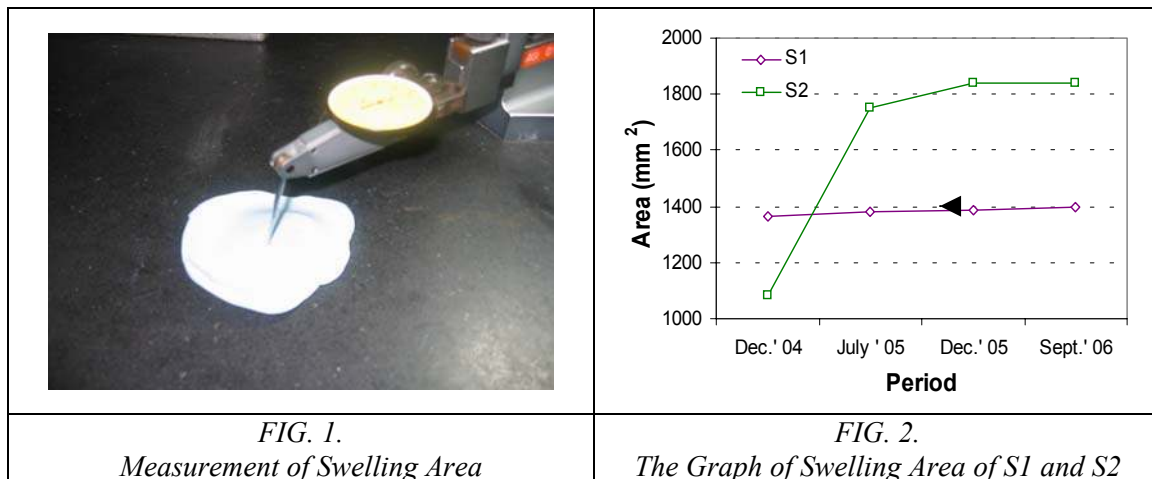 2000
1800
1600
1400
1200
1000
Area (mm 2)
S1
S2
Dec.' 04
July ' 05
Dec.' 05
Sept.' 06
Period
FIG. 1.
Measurement of Swelling Area
FIG. 2.
The Graph of Swelling Area of S1 and S2